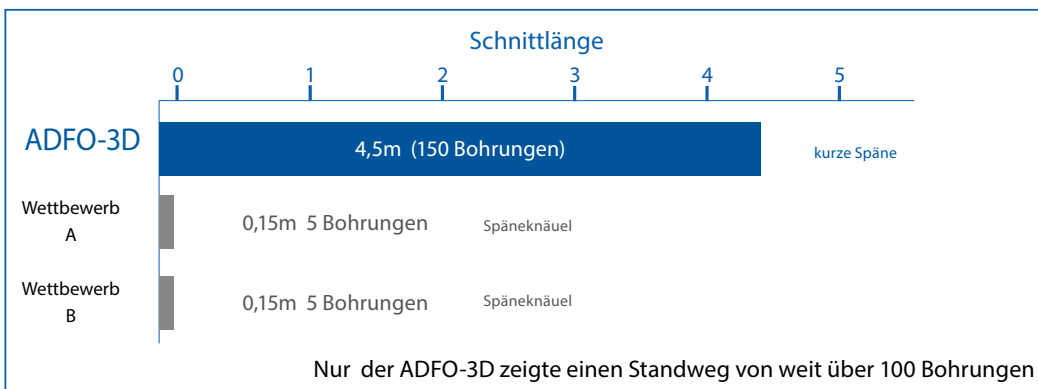 Schnittlänge
0 1 2 3 4 5
ADFO-3D 4,5m (150 Bohrungen) kurze Späne
Wettbewerb
A
0,15m 5 Bohrungen Späneknäuel
Wettbewerb
B
0,15m 5 Bohrungen Späneknäuel
Nur der ADFO-3D zeigte einen Standweg von weit über 100 Bohrungen